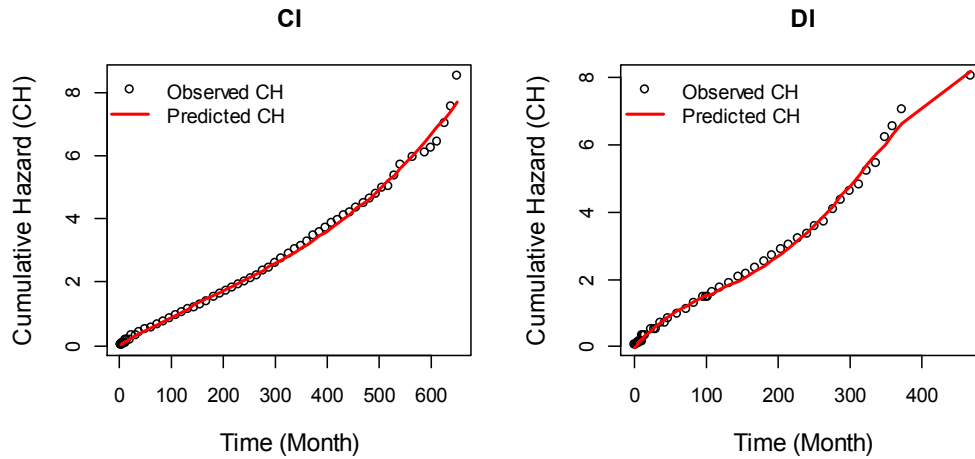 CI
Observed CH
Predicted CH
Cumulative Hazard (CH)
0
2
4
6
8
0 100 200 300 400 500 600
Time (Month)
DI
Observed CH
Predicted CH
Cumulative Hazard (CH)
0
2
4
6
8
0 100 200 300 400
Time (Month)